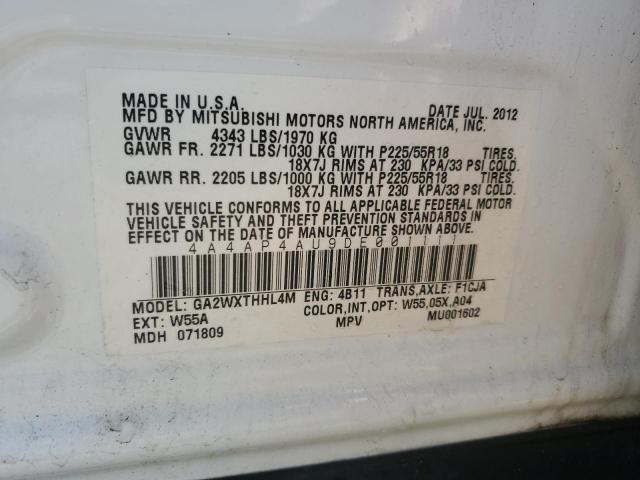 MADE IN U.S.A. DATE JUL. 2012
MFD BY MITSUBISHI MOTORS NORTH AMERICA, INC.
GVWR 4343 LBS/1970 KG
GAWR FR. 2271 LBS/1030 KG WITH P225/55R18 TIRES.
18X7J RIMS AT 230 KPA/33 PSI COLD.
GAWR RR. 2205 LBS/1000 KG WITH P225/55R18 TIRES.
18X7J RIMS AT 230 KPA/33 PSI COLD.
THIS VEHICLE CONFORMS TO ALL APPLICABLE FEDERAL MOTOR
VEHICLE SAFETY AND THEFT PREVENTION STANDARDS IN
EFFECT ON THE DATE OF MANUFACTURE SHOWN ABOVE.
4A4AP4AU9DE001111
MODEL: GA2WXTHHL4M ENG: 4B11 TRANS,AXLE: F1CJA
EXT: W55A COLOR,INT,OPT: W55,05X,A04
MDH 071809 MPV MU001602